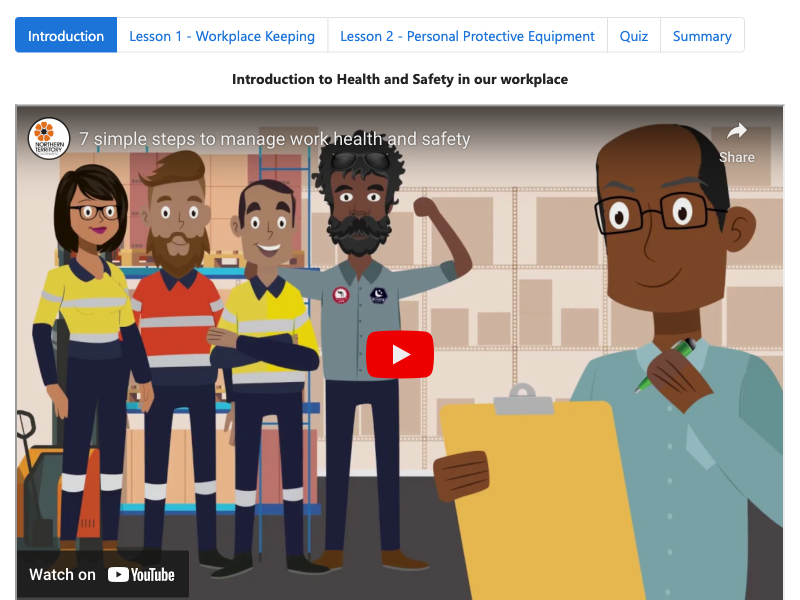 Introduction
Lesson 1 - Workplace Keeping
Lesson 2 - Personal Protective Equipment
Quiz
Summary
Introduction to Health and Safety in our workplace
NORTHERN
TERRITORY
7 simple steps to manage work health and safety
Share
Watch on YouTube